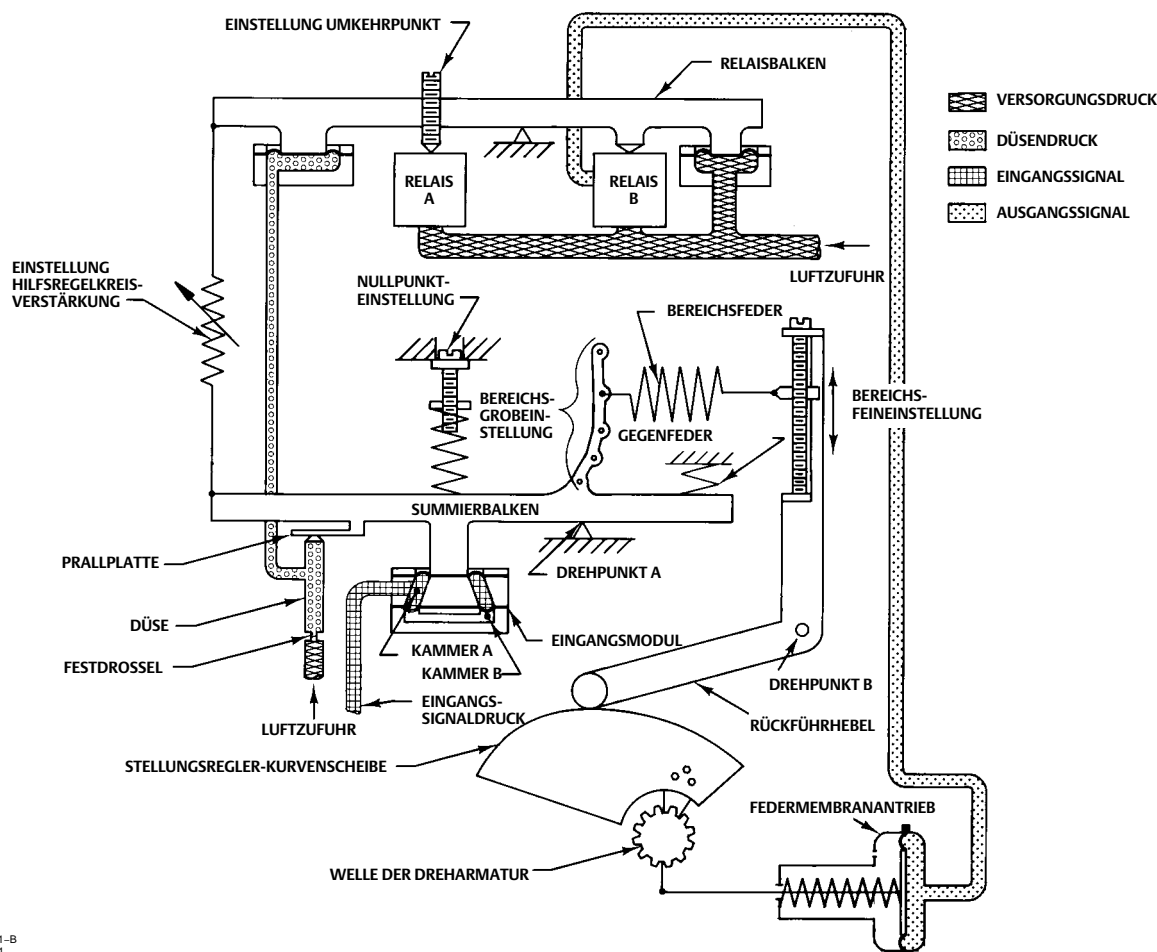 EINSTELLUNG UMKEHRPUNKT
RELAISBALKEN
VERSORGUNGSDRUCK
DÜSENDRUCK
EINGANGSSIGNAL
AUSGANGSSIGNAL
RELAIS
A
RELAIS
B
LUFTZUFUHR
EINSTELLUNG
HILFSREGELKREIS-
VERSTÄRKUNG
NULLPUNKT-
EINSTELLUNG
BEREICHSFEDER
BEREICHS-
GROBEIN-
STELLUNG
GEGENFEDER
BEREICHS-
FEINEINSTELLUNG
SUMMIERBALKEN
PRALLPLATTE
DREHPUNKT A
DÜSE
EINGANGSMODUL
KAMMER A
KAMMER B
FESTDROSSEL
DREHPUNKT B
EINGANGS-
SIGNALDRUCK
RÜCKFÜHRHEBEL
LUFTZUFUHR
STELLUNGSREGLER-KURVENSCHEIBE
FEDERMEMBRANANTRIEB
WELLE DER DREHARMATUR
1-B